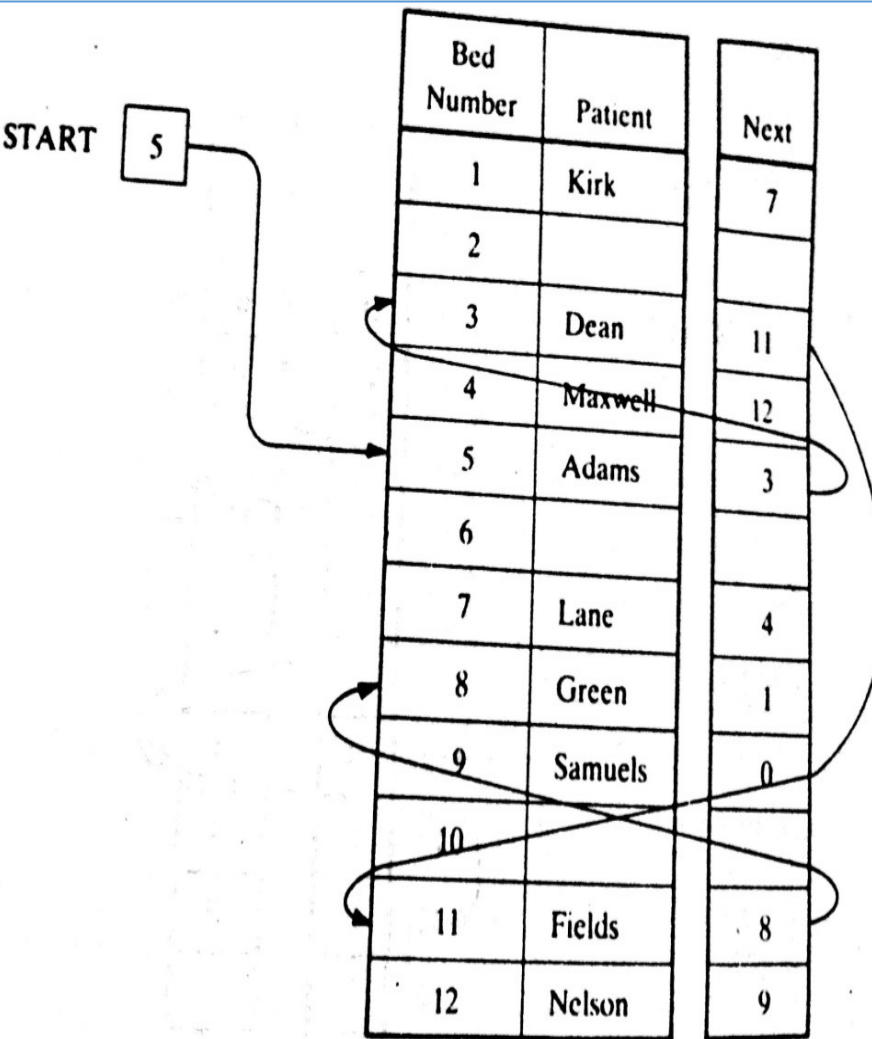 START 5
Bed Number Patient Next
1 Kirk 7
2
3 Dean 11
4 Maxwell 12
5 Adams 3
6
7 Lane 4
8 Green 1
9 Samuels 0
10
11 Fields 8
12 Nelson 9